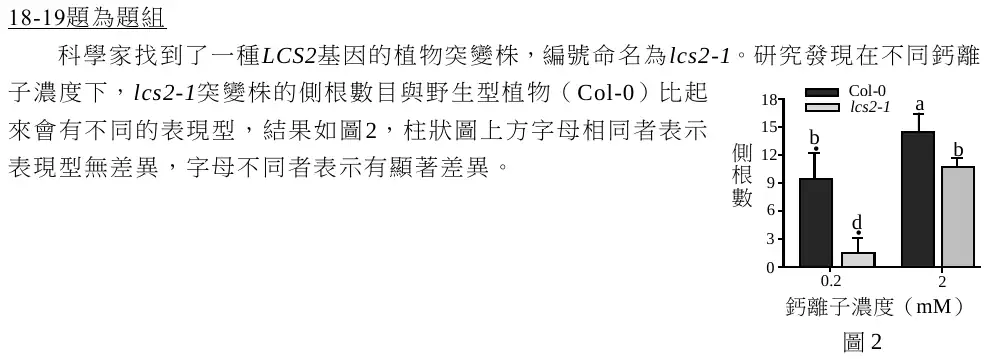 18-19題為題組
科學家找到了一種LCS2基因的植物突變株，編號命名為lcs2-1。研究發現在不同鈣離
子濃度下，lcs2-1突變株的側根數目與野生型植物（Col-0）比起
來會有不同的表現型，結果如圖2，柱狀圖上方字母相同者表示
表現型無差異，字母不同者表示有顯著差異。
Col-0
lcs2-1
側根數
18
15
12
9
6
3
0
b
d
a
b
0.2
2
鈣離子濃度（mM）
圖 2